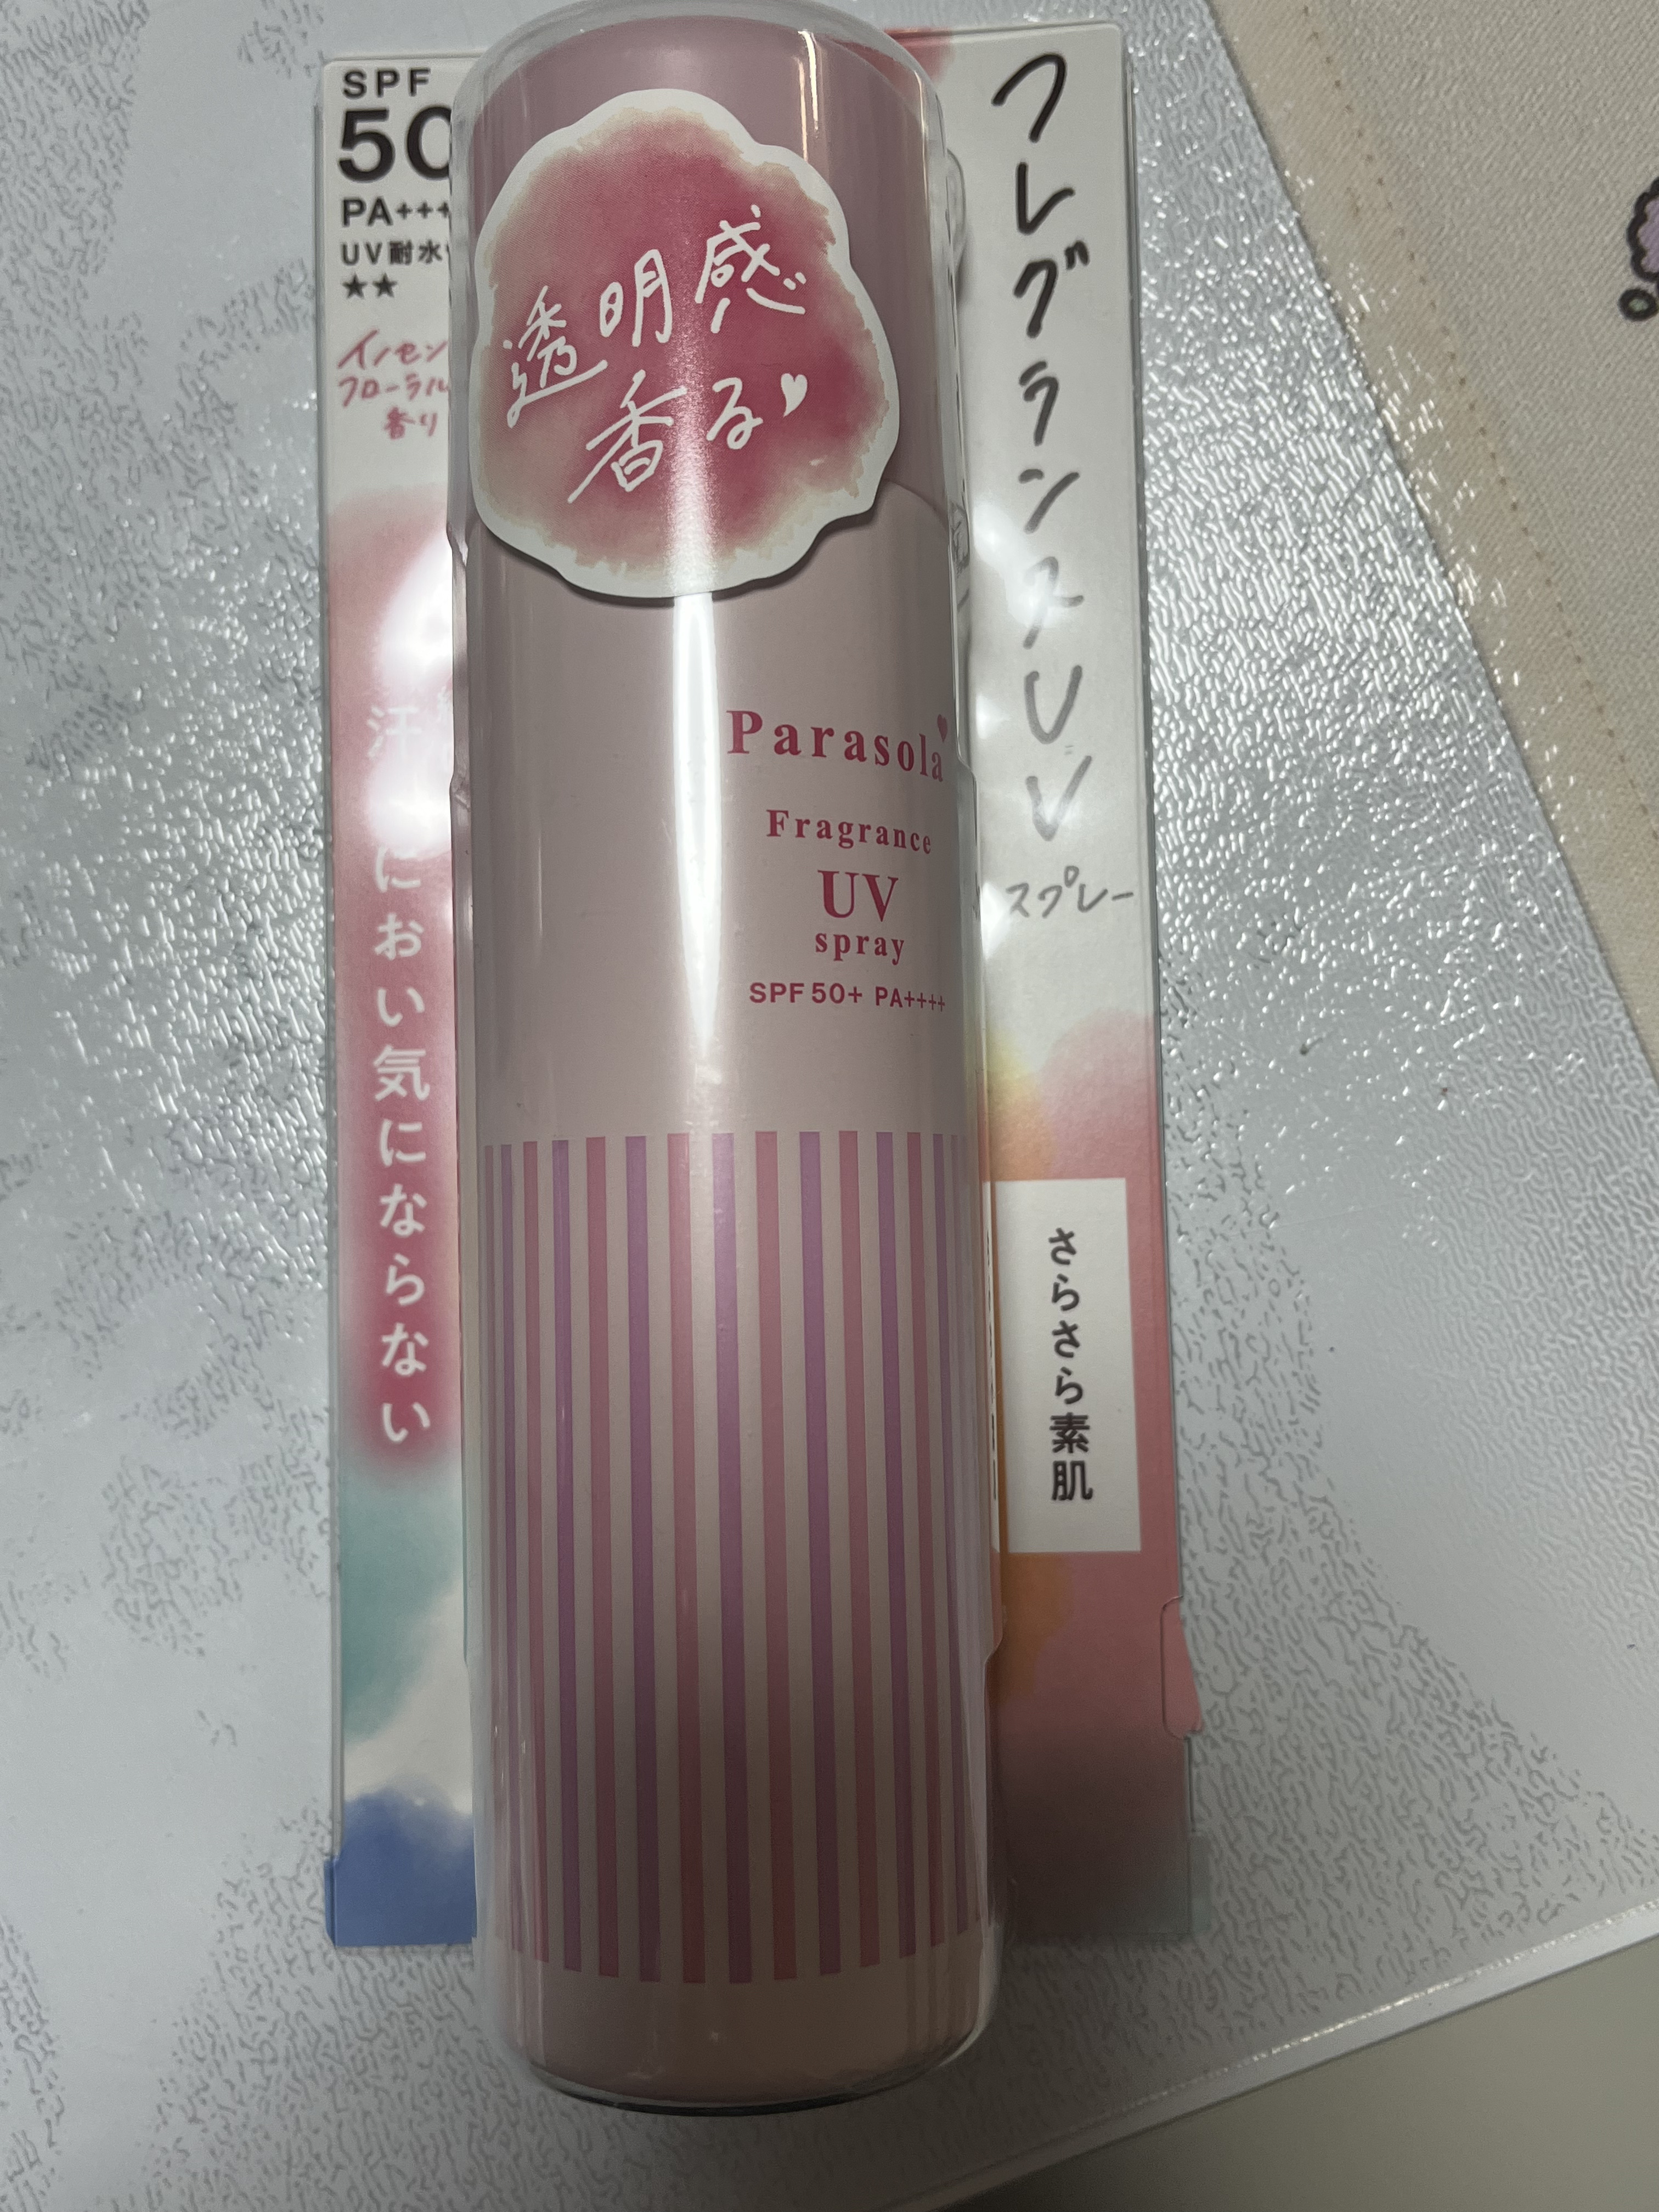 SPF
50
PA+++
UV耐水
★★
イノセン
フローラル
香り
汗
におい気にならない
透明感
香る
Parasola
Fragrance
UV
spray
SPF50+ PA++++
フレグランスUV
スプレー
さらさら素肌